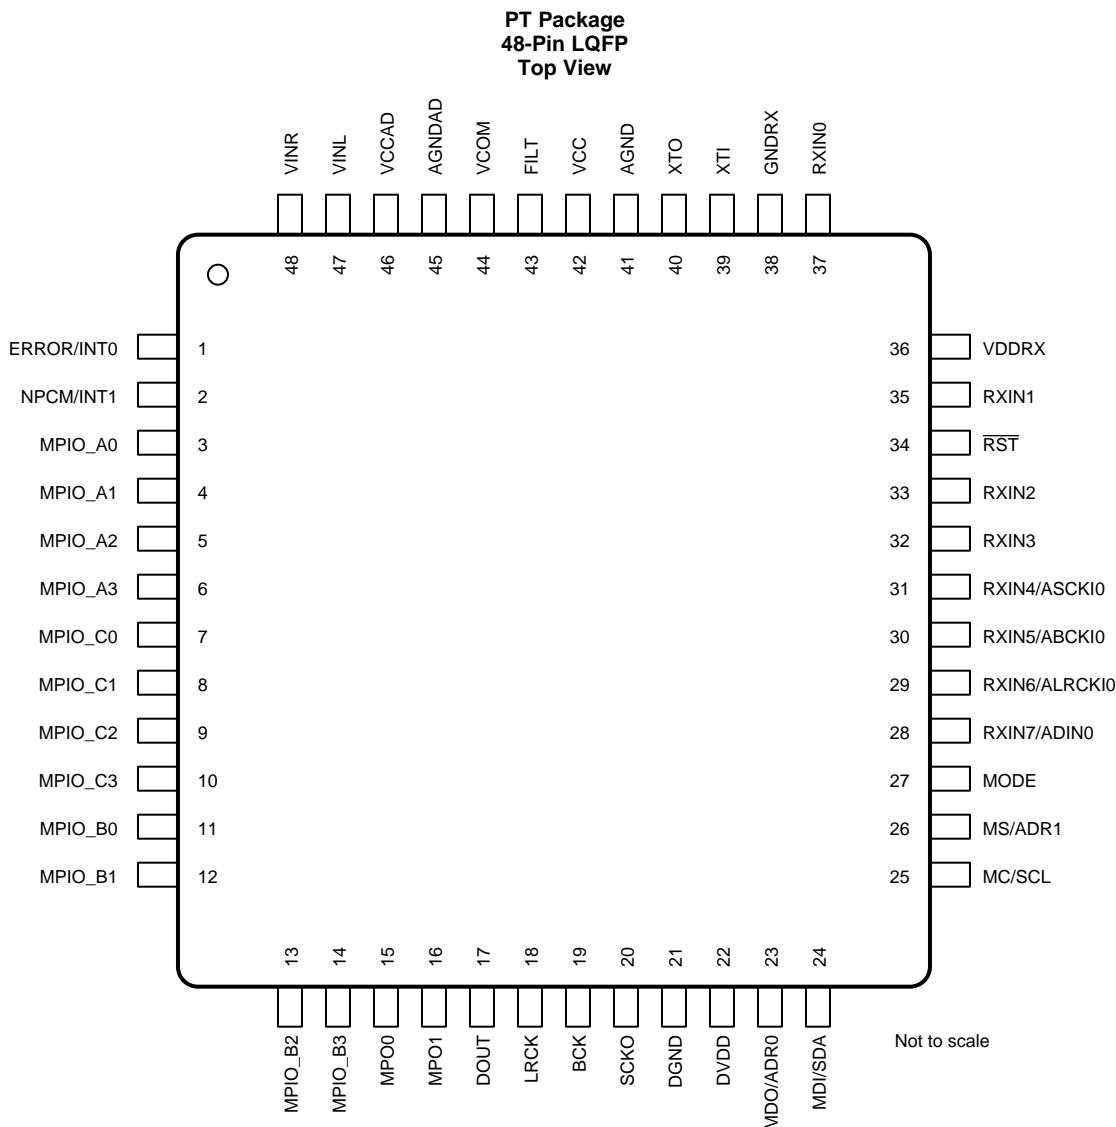 PT Package
48-Pin LQFP
Top View
VINR
VINL
VCCAD
AGNDAD
VCOM
FILT
VCC
AGND
XTO
XTI
GNDRX
RXIN0
48
47
46
45
44
43
42
41
40
39
38
37
ERROR/INT0 1
NPCM/INT1 2
MPIO_A0 3
MPIO_A1 4
MPIO_A2 5
MPIO_A3 6
MPIO_C0 7
MPIO_C1 8
MPIO_C2 9
MPIO_C3 10
MPIO_B0 11
MPIO_B1 12
36 VDDRX
35 RXIN1
34 RST
33 RXIN2
32 RXIN3
31 RXIN4/ASCKI0
30 RXIN5/ABCKI0
29 RXIN6/ALRCKI0
28 RXIN7/ADIN0
27 MODE
26 MS/ADR1
25 MC/SCL
13
14
15
16
17
18
19
20
21
22
23
24
MPIO_B2
MPIO_B3
MPO0
MPO1
DOUT
LRCK
BCK
SCKO
DGND
DVDD
MDO/ADR0
MDI/SDA
Not to scale